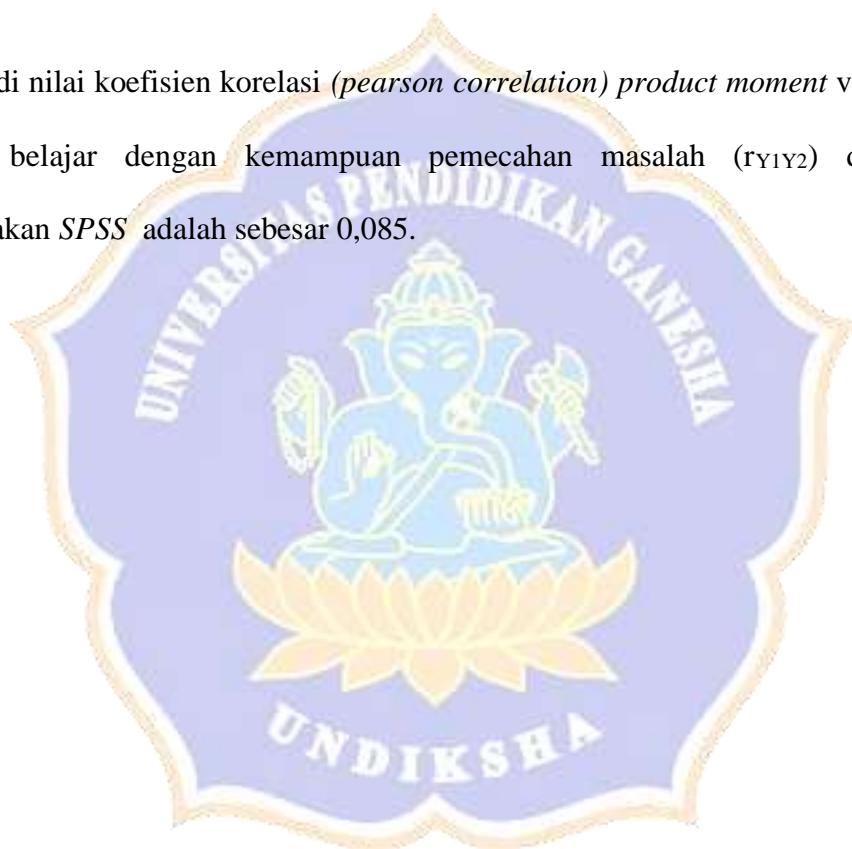 di nilai koefisien korelasi (pearson correlation) product moment v
belajar dengan kemampuan pemecahan masalah (rY1Y2) d
akan SPSS adalah sebesar 0,085.
UNIVERSITAS PENDIDIKAN GANESHA
UNDIKSHA